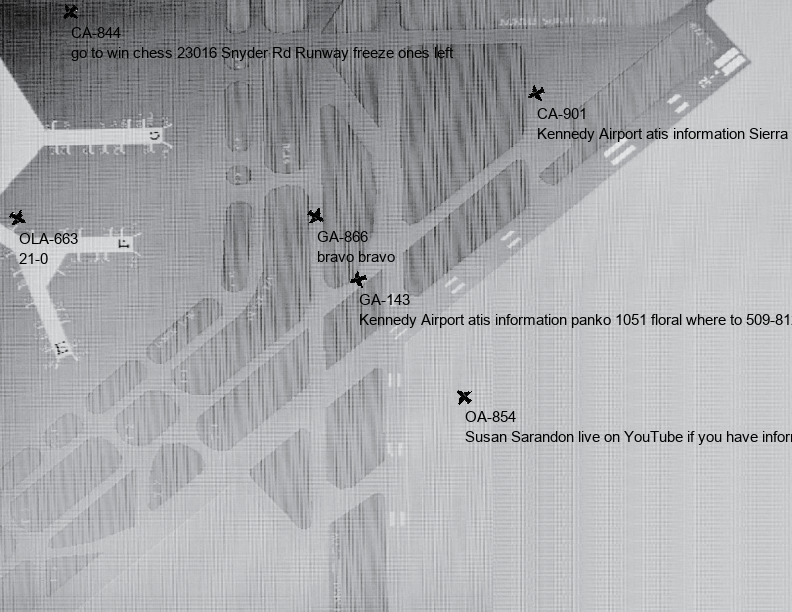 CA-844
go to win chess 23016 Snyder Rd Runway freeze ones left
CA-901
Kennedy Airport atis information Sierra
OLA-663
21-0
GA-866
bravo bravo
GA-143
Kennedy Airport atis information panko 1051 floral where to 509-81
OA-854
Susan Sarandon live on YouTube if you have infor